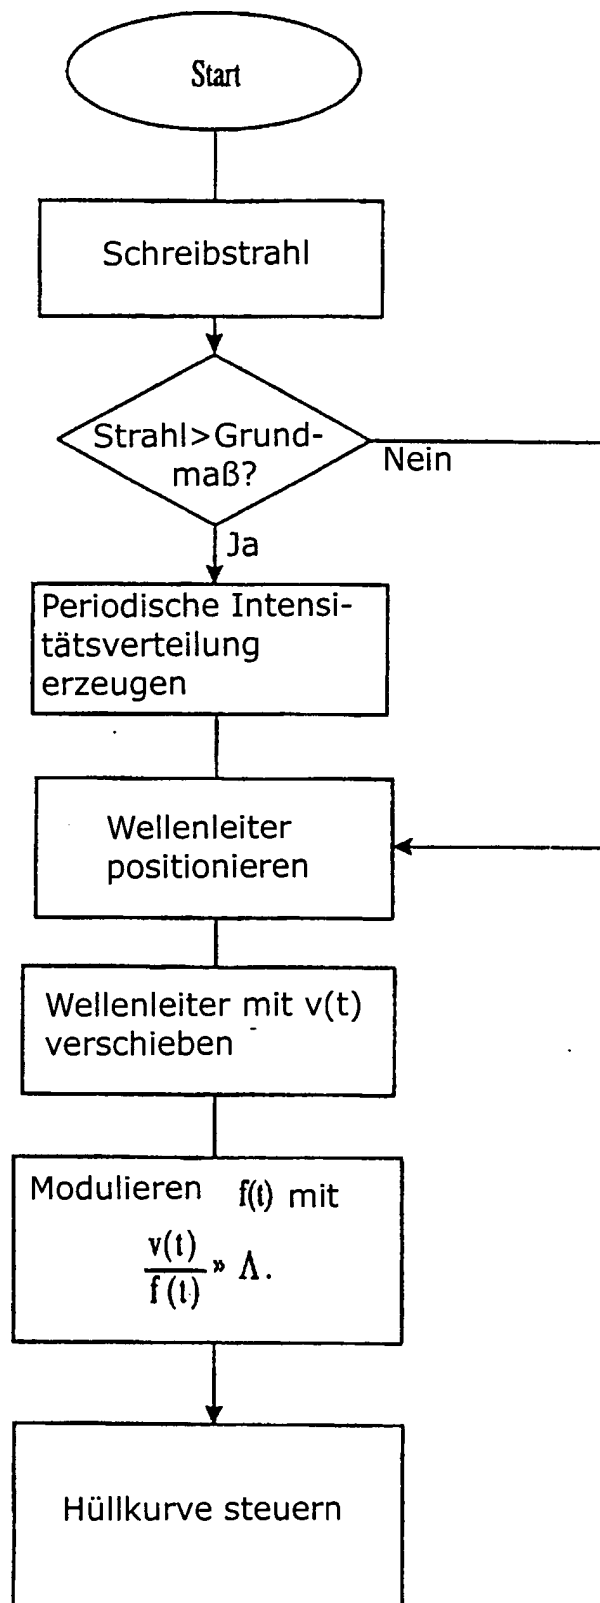 Start
Schreibstrahl
Strahl>Grund-
maß?
Nein
Ja
Periodische Intensi-
tätsverteilung
erzeugen
Wellenleiter
positionieren
Wellenleiter mit v(t)
verschieben
Modulieren f(t) mit
v(t)
f(t) » Λ.
Hüllkurve steuern